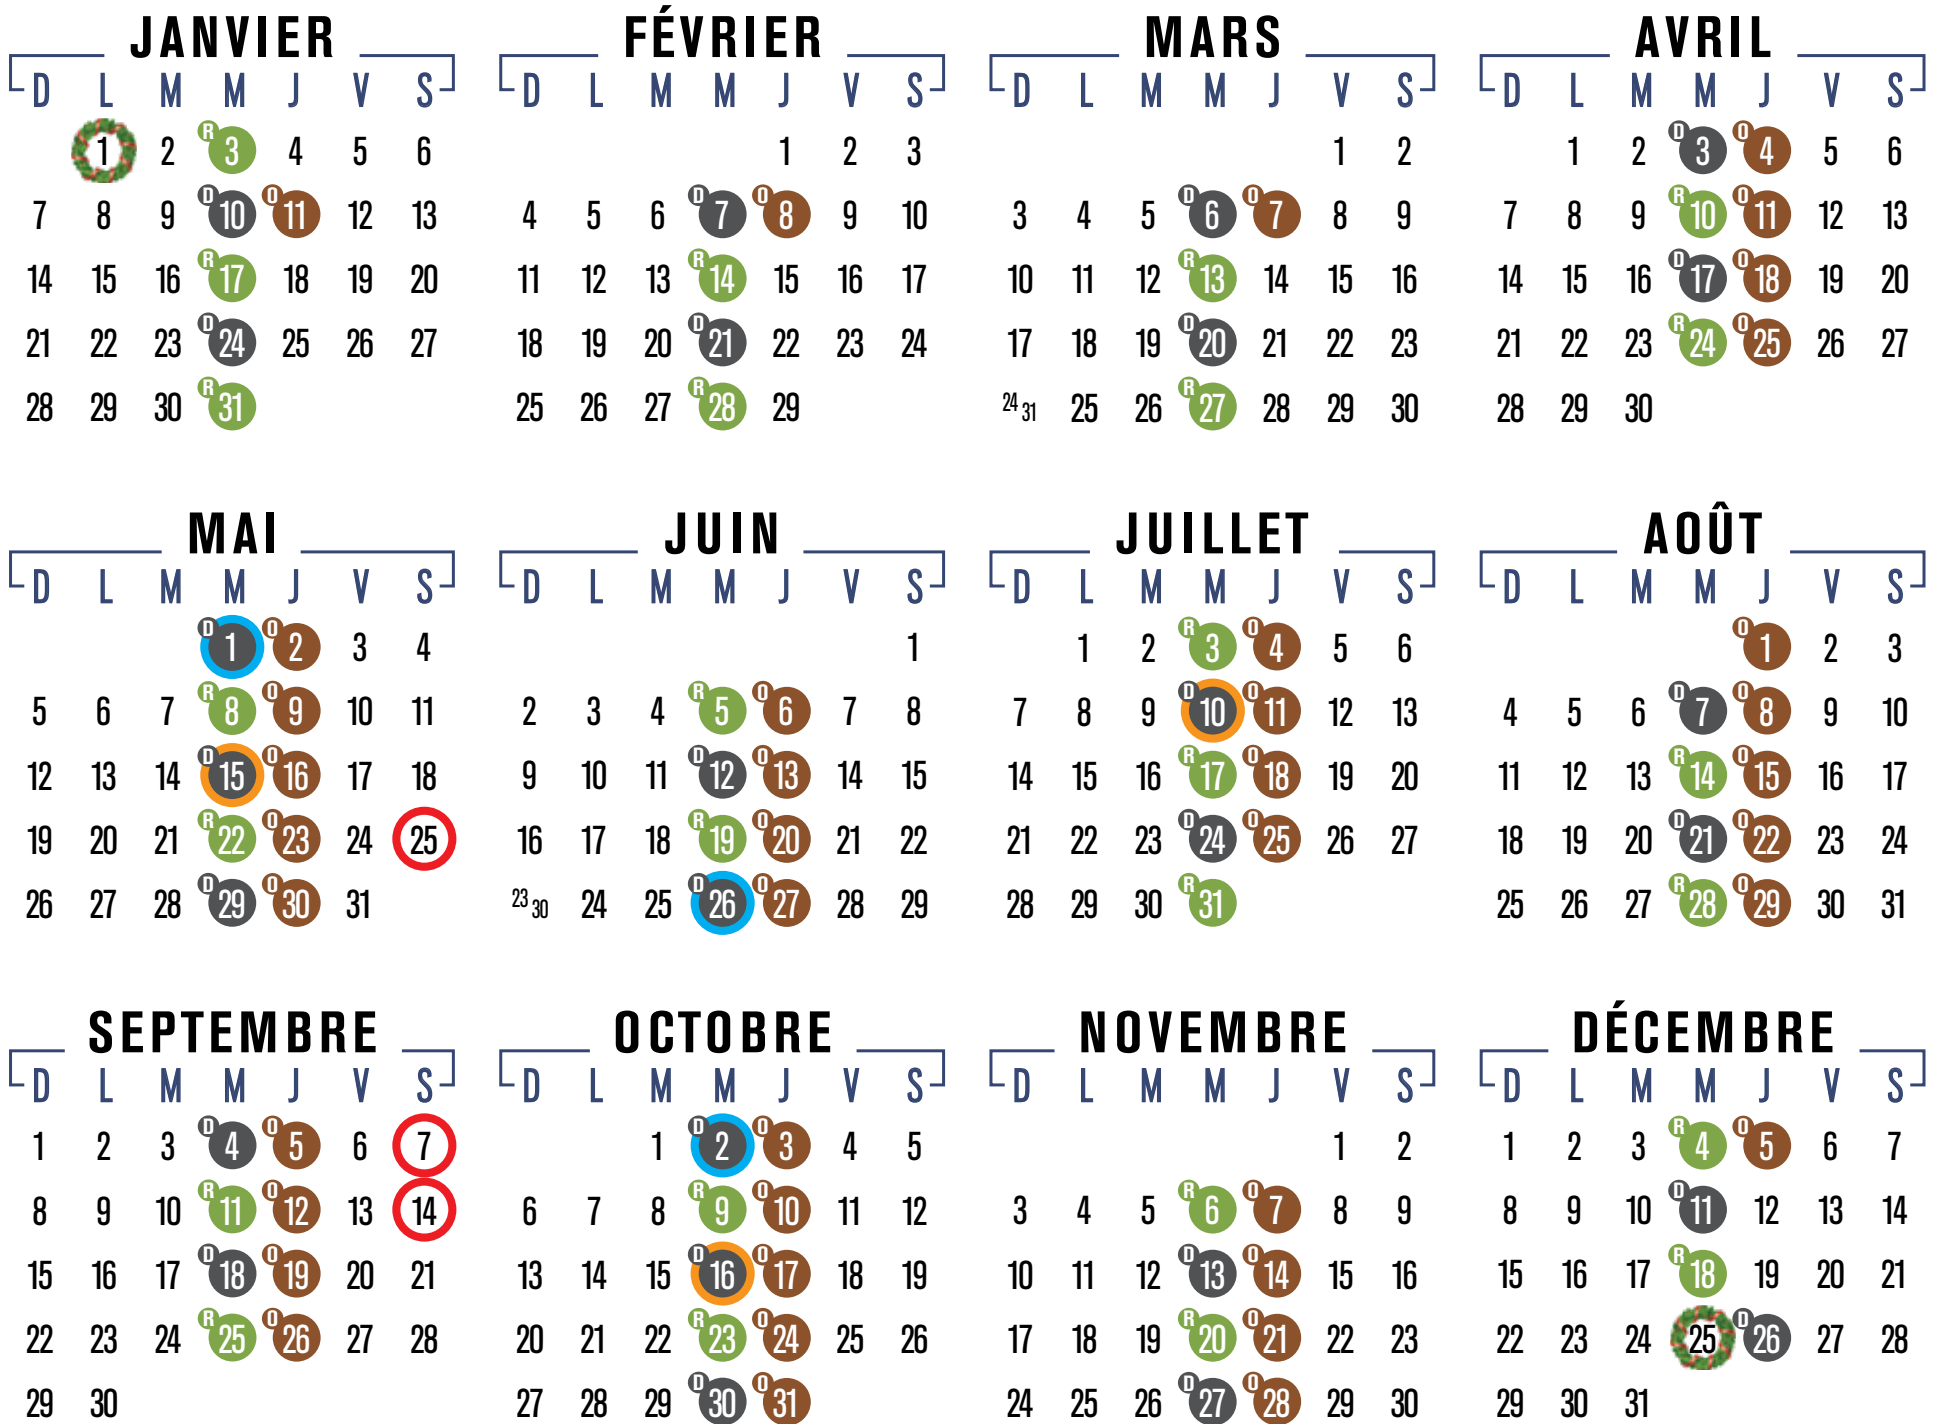 JANVIER
D L M M J V S
1 2 R 3 4 5 6
7 8 9 D 10 O 11 12 13
14 15 16 R 17 18 19 20
21 22 23 D 24 25 26 27
28 29 30 R 31
FÉVRIER
D L M M J V S
1 2 3
4 5 6 D 7 O 8 9 10
11 12 13 R 14 15 16 17
18 19 20 D 21 22 23 24
25 26 27 R 28 29
MARS
D L M M J V S
1 2
3 4 5 D 6 O 7 8 9
10 11 12 R 13 14 15 16
17 18 19 D 20 21 22 23
24 31 25 26 R 27 28 29 30
AVRIL
D L M M J V S
1 2 D 3 O 4 5 6
7 8 9 R 10 O 11 12 13
14 15 16 D 17 O 18 19 20
21 22 23 R 24 O 25 26 27
28 29 30
MAI
D L M M J V S
D 1 O 2 3 4
5 6 7 R 8 O 9 10 11
12 13 14 D 15 O 16 17 18
19 20 21 R 22 O 23 24 25
26 27 28 D 29 O 30 31
JUIN
D L M M J V S
1
2 3 4 R 5 O 6 7 8
9 10 11 D 12 O 13 14 15
16 17 18 R 19 O 20 21 22
23 30 24 25 D 26 O 27 28 29
JUILLET
D L M M J V S
1 2 R 3 O 4 5 6
7 8 9 D 10 O 11 12 13
14 15 16 R 17 O 18 19 20
21 22 23 D 24 O 25 26 27
28 29 30 R 31
AOÛT
D L M M J V S
O 1 2 3
4 5 6 D 7 O 8 9 10
11 12 13 R 14 O 15 16 17
18 19 20 D 21 O 22 23 24
25 26 27 R 28 O 29 30 31
SEPTEMBRE
D L M M J V S
1 2 3 D 4 O 5 6 7
8 9 10 R 11 O 12 13 14
15 16 17 D 18 O 19 20 21
22 23 24 R 25 O 26 27 28
29 30
OCTOBRE
D L M M J V S
1 D 2 O 3 4 5
6 7 8 R 9 O 10 11 12
13 14 15 D 16 O 17 18 19
20 21 22 R 23 O 24 25 26
27 28 29 D 30 O 31
NOVEMBRE
D L M M J V S
1 2
3 4 5 R 6 O 7 8 9
10 11 12 D 13 O 14 15 16
17 18 19 R 20 O 21 22 23
24 25 26 D 27 O 28 29 30
DÉCEMBRE
D L M M J V S
1 2 3 R 4 O 5 6 7
8 9 10 D 11 12 13 14
15 16 17 R 18 19 20 21
22 23 24 25 D 26 27 28
29 30 31